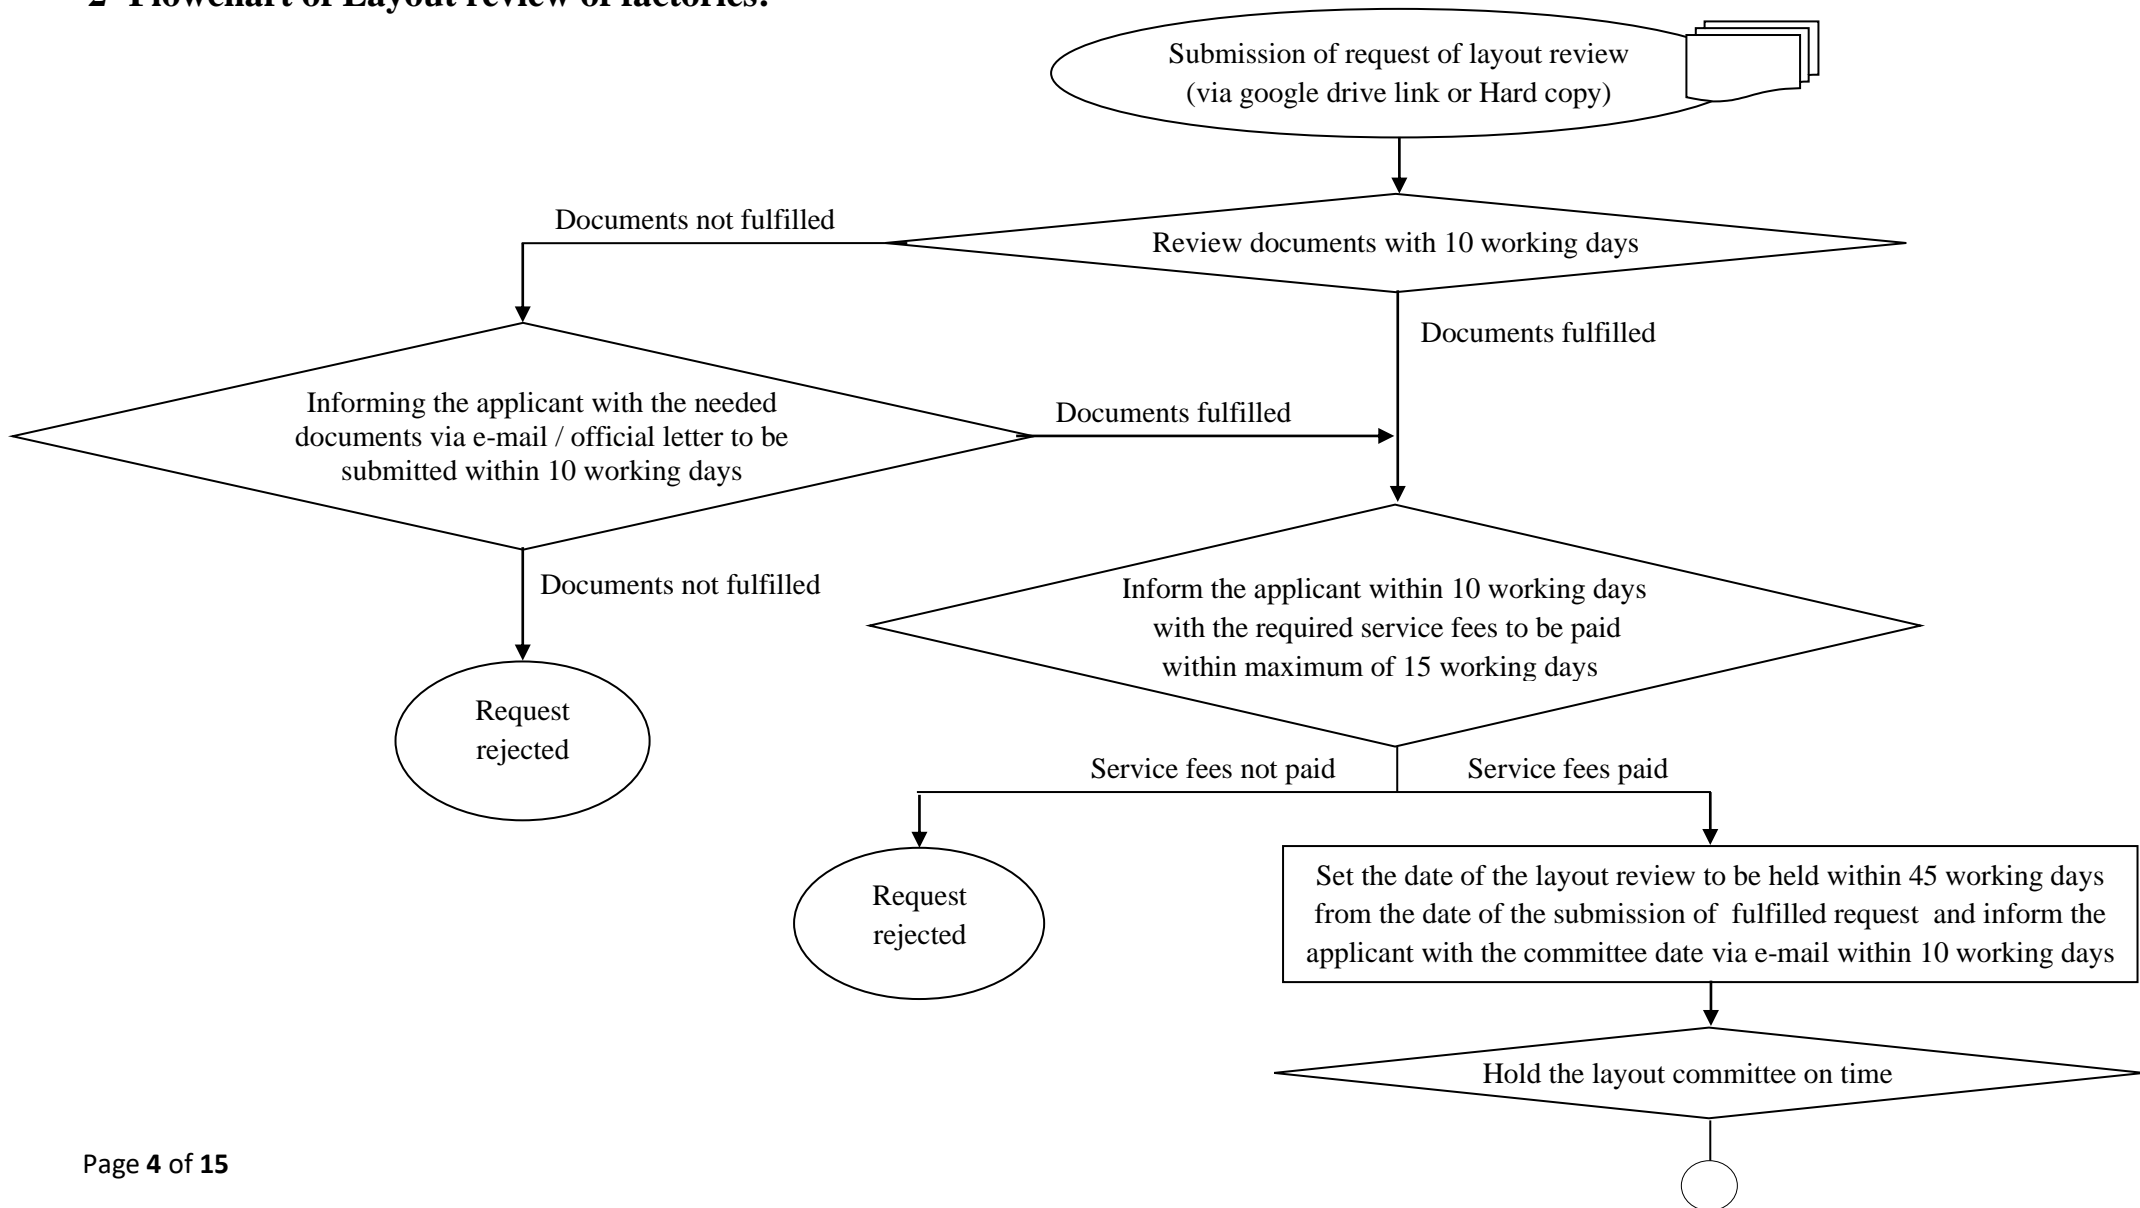 2- Flowchart of Layout review of factories:
Submission of request of layout review
(via google drive link or Hard copy)
Documents not fulfilled
Review documents with 10 working days
Documents fulfilled
Informing the applicant with the needed
documents via e-mail / official letter to be
submitted within 10 working days
Documents fulfilled
Documents not fulfilled
Inform the applicant within 10 working days
with the required service fees to be paid
within maximum of 15 working days
Request
rejected
Service fees not paid
Service fees paid
Request
rejected
Set the date of the layout review to be held within 45 working days
from the date of the submission of fulfilled request and inform the
applicant with the committee date via e-mail within 10 working days
Hold the layout committee on time
Page 4 of 15